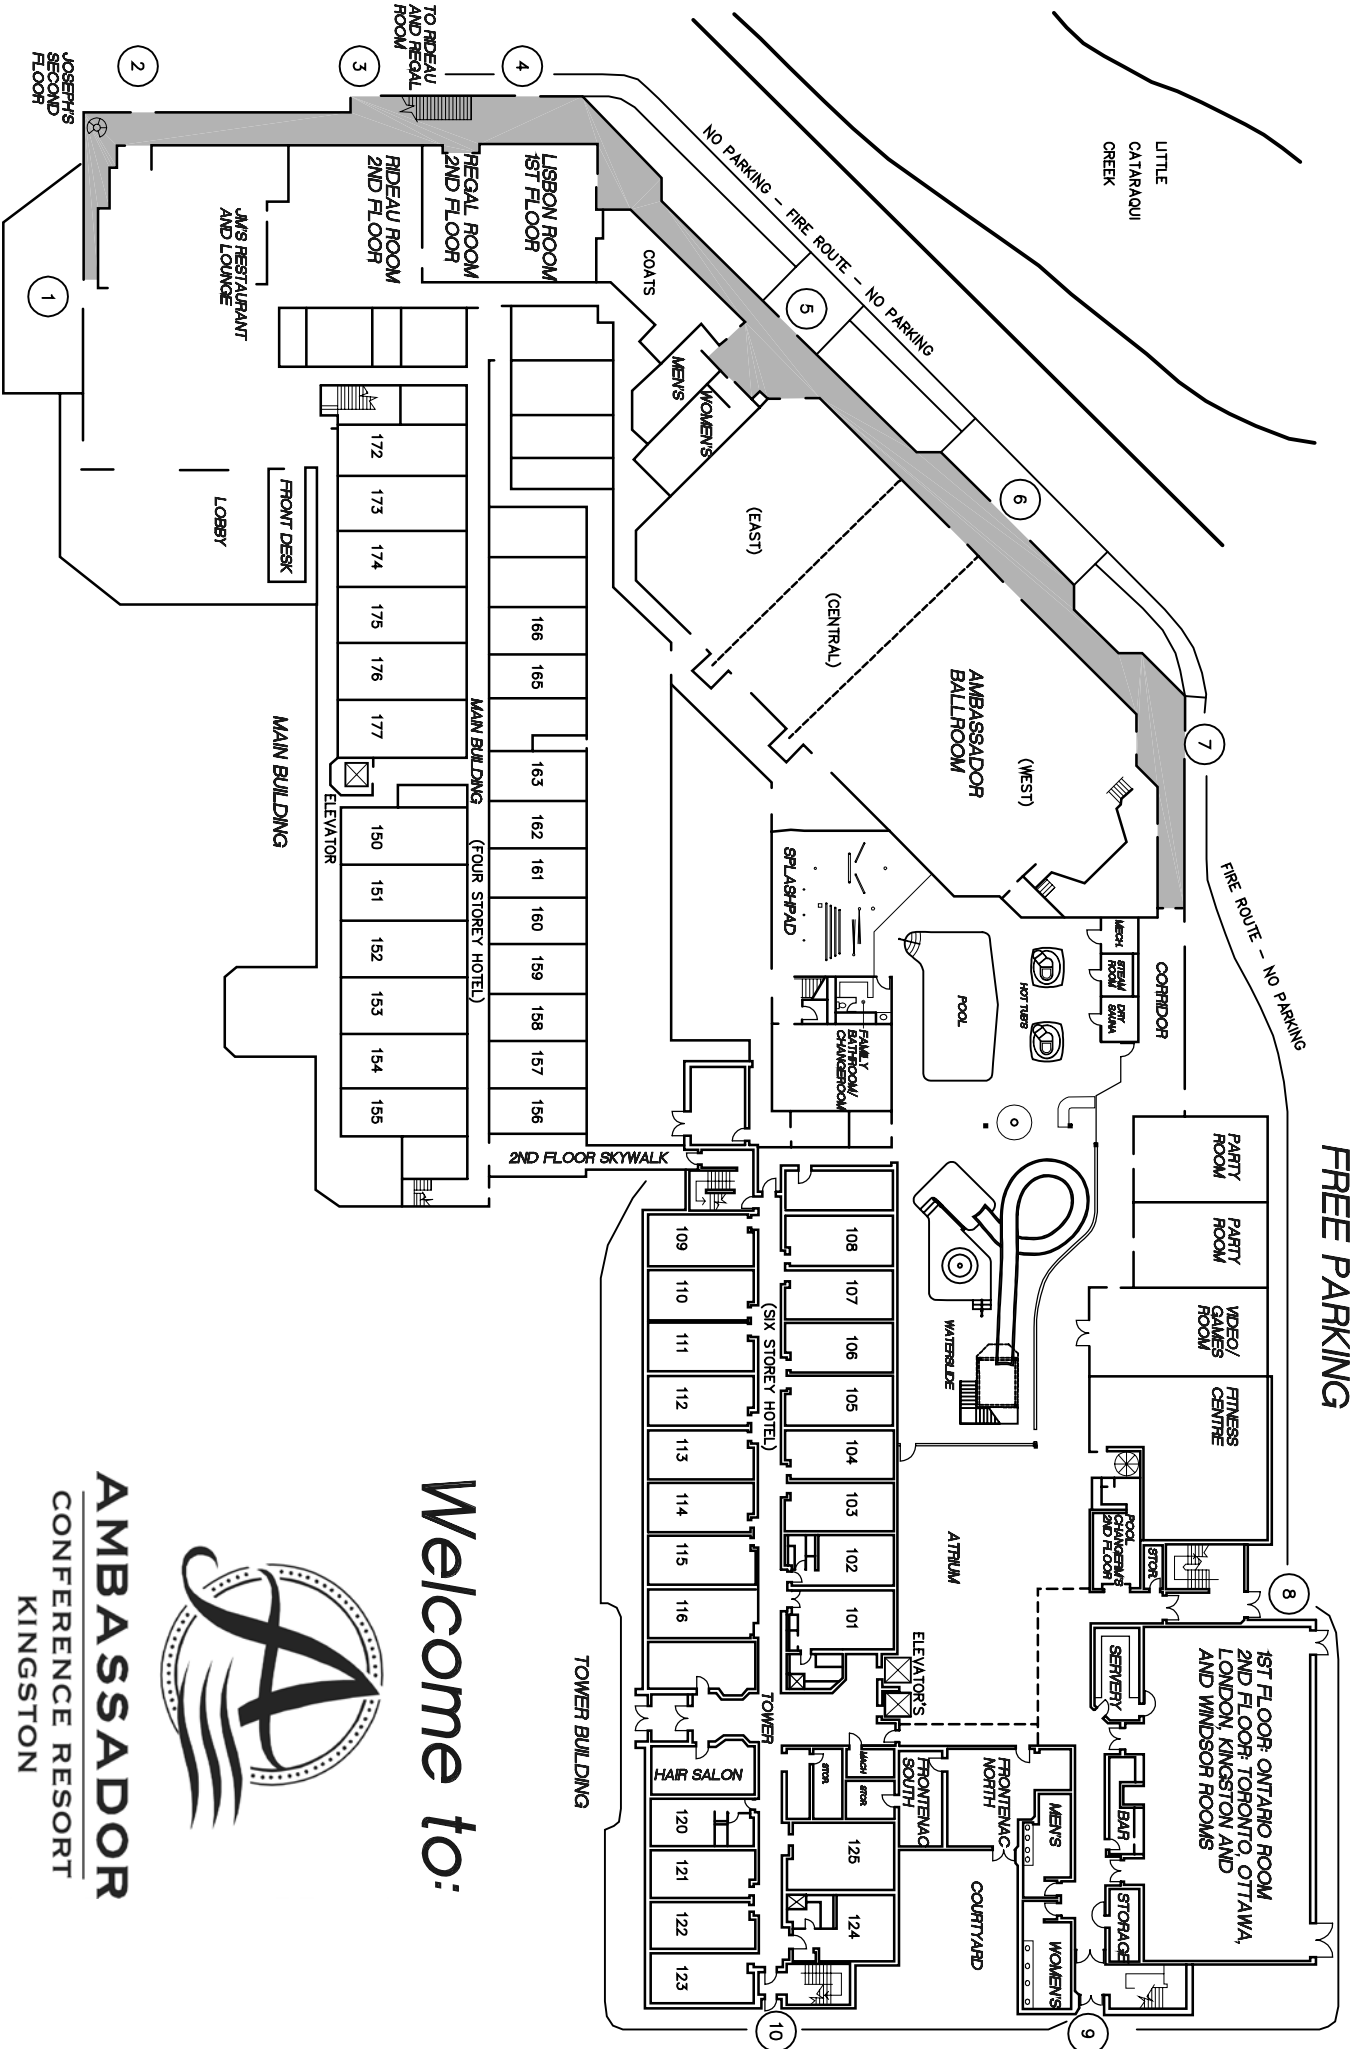 FREE PARKING
LITTLE
CATARAQUI
CREEK
NO PARKING - FIRE ROUTE - NO PARKING
FIRE ROUTE - NO PARKING
TO RIDEAU
AND REGAL
ROOM
JOSEPH'S
SECOND
FLOOR
1
2
3
4
5
6
7
8
9
10
LISBON ROOM
1ST FLOOR
REGAL ROOM
2ND FLOOR
RIDEAU ROOM
2ND FLOOR
JM'S RESTAURANT
AND LOUNGE
COATS
MEN'S
WOMEN'S
(EAST)
(CENTRAL)
AMBASSADOR
BALLROOM
(WEST)
LOBBY
FRONT DESK
172
173
174
175
176
177
ELEVATOR
150
151
152
153
154
155
MAIN BUILDING
MAIN BUILDING (FOUR STOREY HOTEL)
166
165
163
162
161
160
159
158
157
156
2ND FLOOR SKYWALK
SPLASHPAD
FAMILY
BATHROOM/
CHANGEROOM
POOL
HOT TUB'S
MECH.
STEAM
ROOM
DRY
SAUNA
CORRIDOR
PARTY
ROOM
PARTY
ROOM
VIDEO/
GAMES
ROOM
FITNESS
CENTRE
WATERSLIDE
ATRIUM
POOL
CHANGERM'S
2ND FLOOR
STOR.
108
107
106
105
104
103
102
101
109
110
111
112
113
114
115
116
(SIX STOREY HOTEL)
TOWER
ELEVATOR'S
TOWER BUILDING
HAIR SALON
120
121
122
123
124
125
STOR.
MACH
STOR
FRONTENAC
SOUTH
FRONTENAC
NORTH
COURTYARD
MEN'S
WOMEN'S
SERVERY
BAR
STORAGE
1ST FLOOR: ONTARIO ROOM
2ND FLOOR: TORONTO, OTTAWA,
LONDON, KINGSTON AND
AND WINDSOR ROOMS
Welcome to:
A
AMBASSADOR
CONFERENCE RESORT
KINGSTON